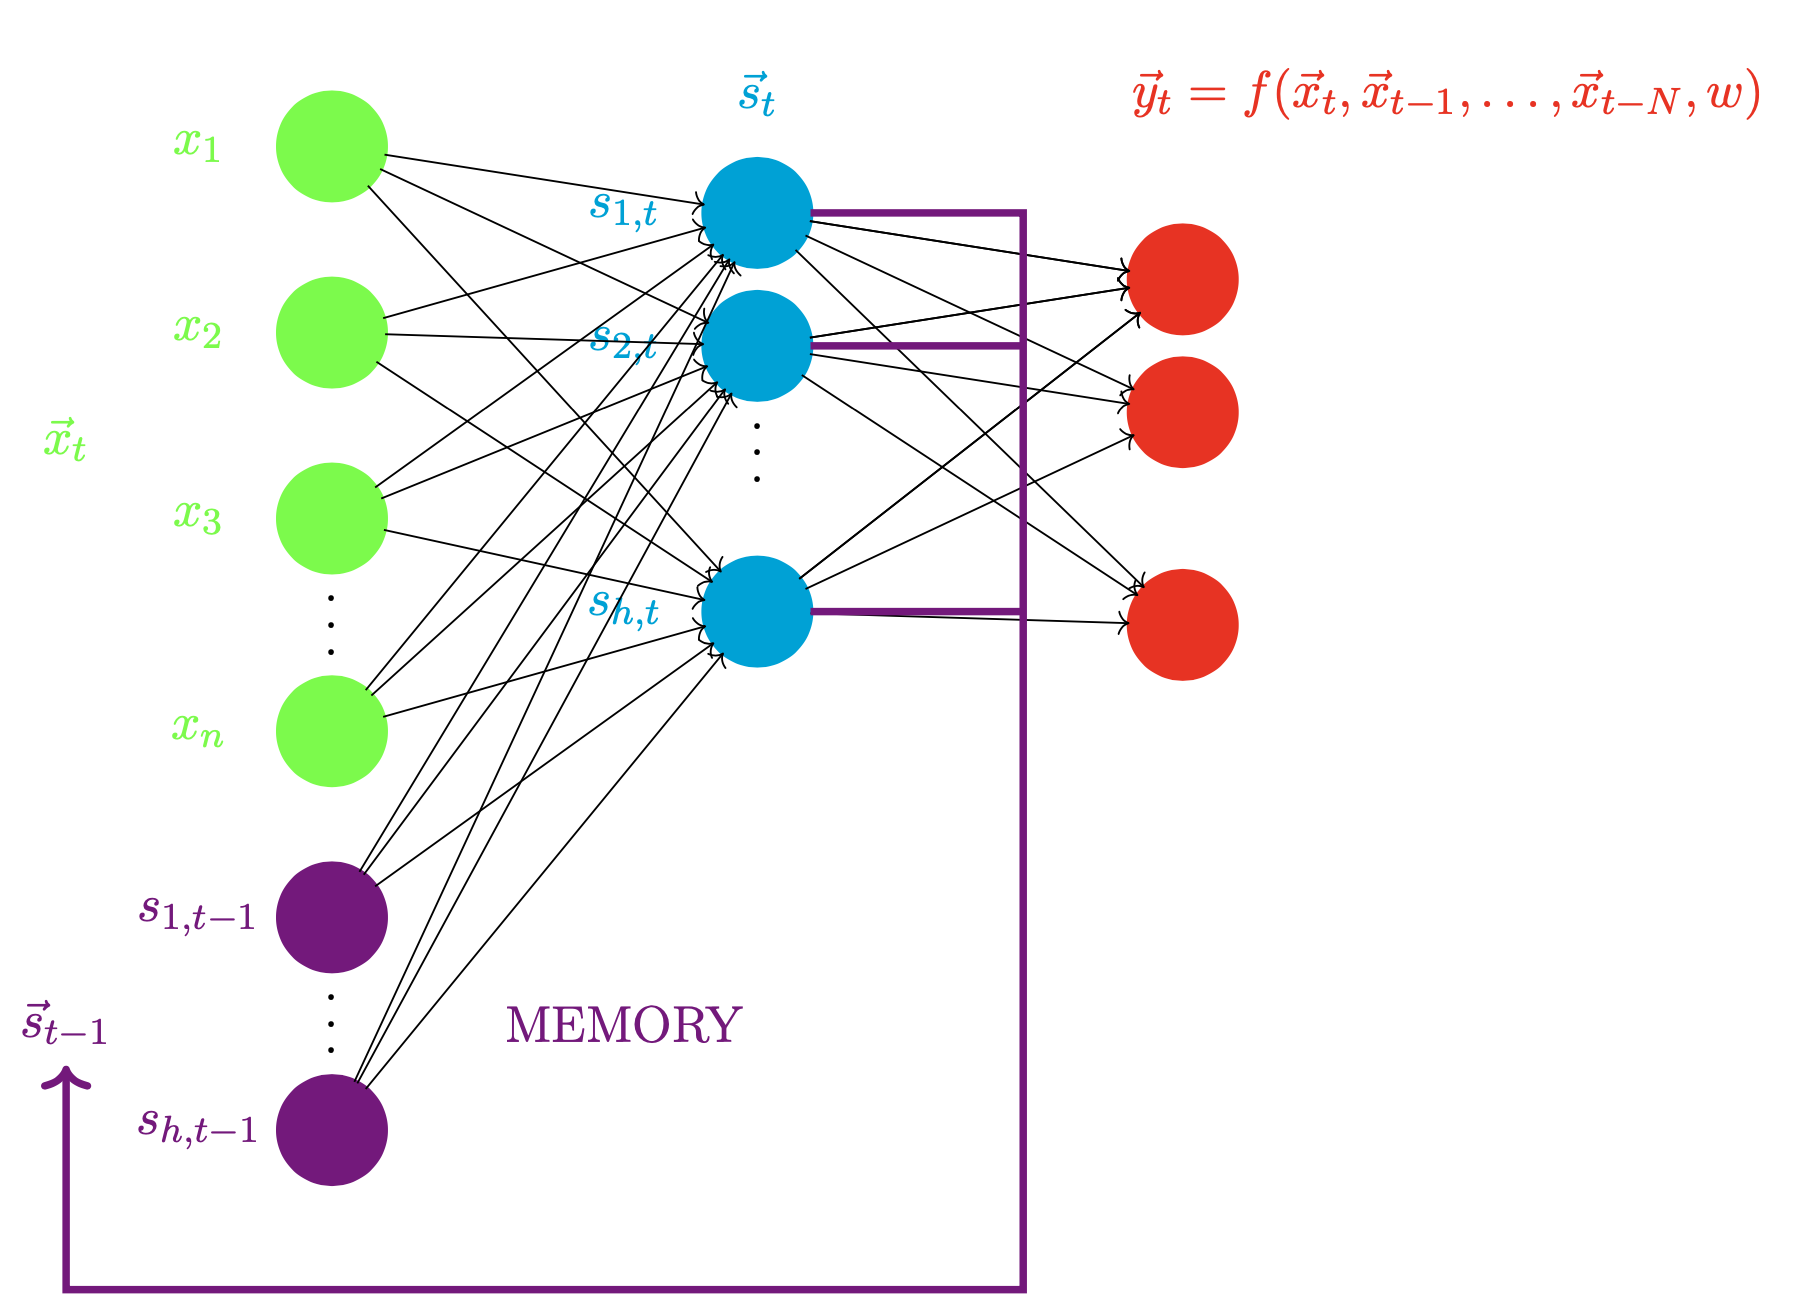 $\vec{s}_t$
$\vec{y}_t = f(\vec{x}_t, \vec{x}_{t-1}, \ldots, \vec{x}_{t-N}, w)$
$x_1$
$s_{1,t}$
$x_2$
$s_{2,t}$
$\vec{x}_t$
$x_3$
$s_{h,t}$
$x_n$
$s_{1,t-1}$
$\vec{s}_{t-1}$
MEMORY
$s_{h,t-1}$